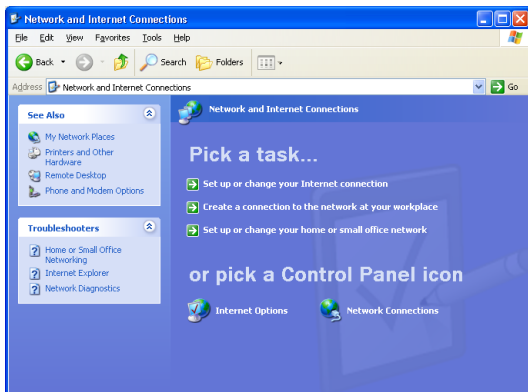 Network and Internet Connections
File Edit View Favorites Tools Help
Back Search Folders
Address Network and Internet Connections Go
See Also
My Network Places
Printers and Other
Hardware
Remote Desktop
Phone and Modem Options
Troubleshooters
Home or Small Office
Networking
Internet Explorer
Network Diagnostics
Network and Internet Connections
Pick a task...
Set up or change your Internet connection
Create a connection to the network at your workplace
Set up or change your home or small office network
or pick a Control Panel icon
Internet Options Network Connections